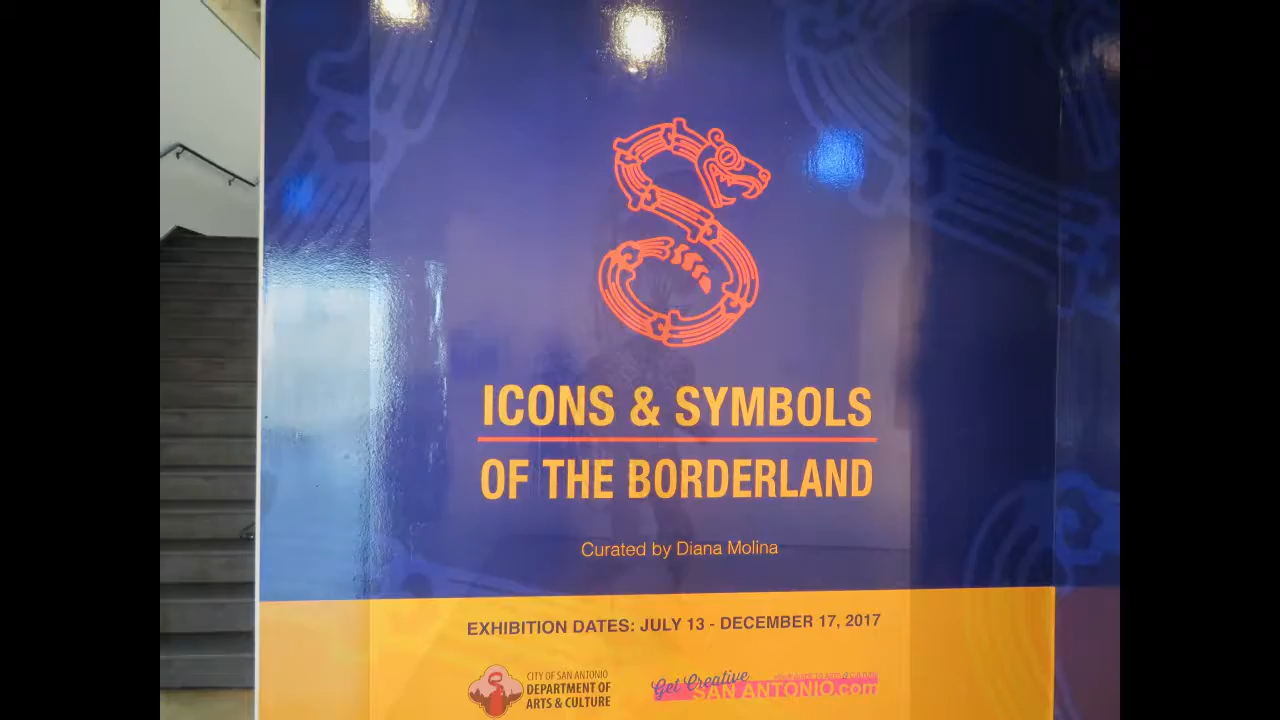 ICONS & SYMBOLS
OF THE BORDERLAND
Curated by Diana Molina
EXHIBITION DATES: JULY 13 - DECEMBER 17, 2017
CITY OF SAN ANTONIO
DEPARTMENT OF
ARTS & CULTURE
Get Creative
SAN ANTONIO.com